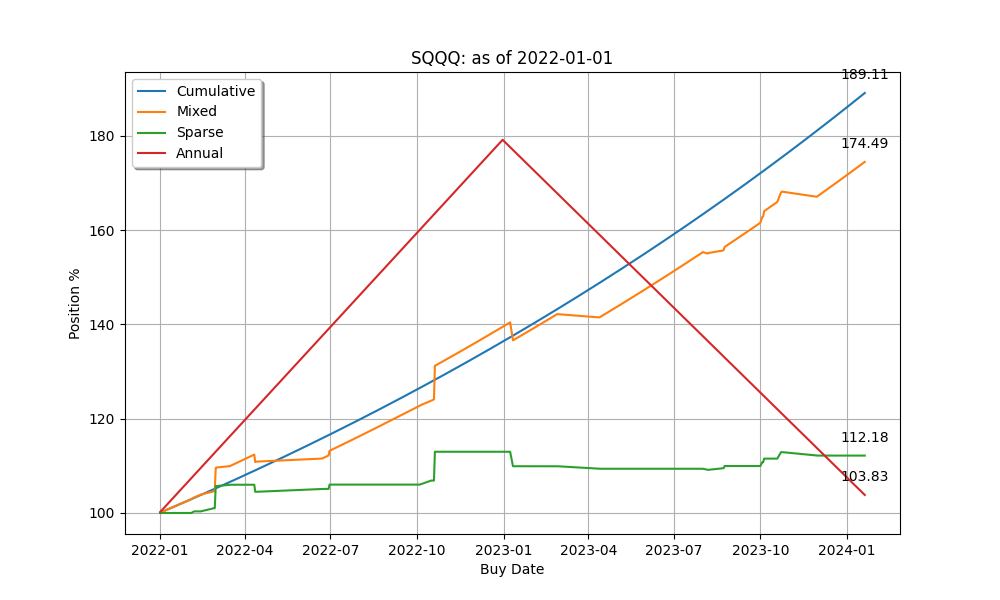 SQQQ: as of 2022-01-01
Cumulative
Mixed
Sparse
Annual
189.11
174.49
112.18
103.83
Position %
180
160
140
120
100
2022-01 2022-04 2022-07 2022-10 2023-01 2023-04 2023-07 2023-10 2024-01
Buy Date